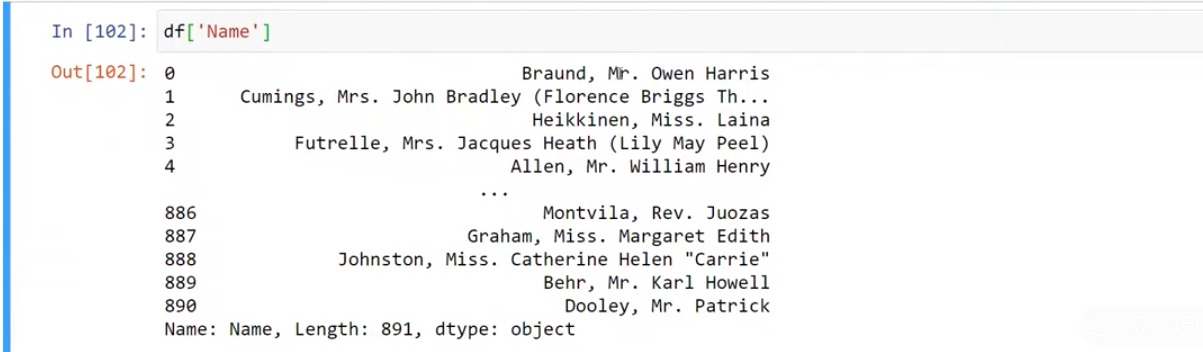 In [102]: df['Name']
Out[102]: 0 Braund, Mr. Owen Harris
1 Cumings, Mrs. John Bradley (Florence Briggs Th...
2 Heikkinen, Miss. Laina
3 Futrelle, Mrs. Jacques Heath (Lily May Peel)
4 Allen, Mr. William Henry
...
886 Montvila, Rev. Juozas
887 Graham, Miss. Margaret Edith
888 Johnston, Miss. Catherine Helen "Carrie"
889 Behr, Mr. Karl Howell
890 Dooley, Mr. Patrick
Name: Name, Length: 891, dtype: object